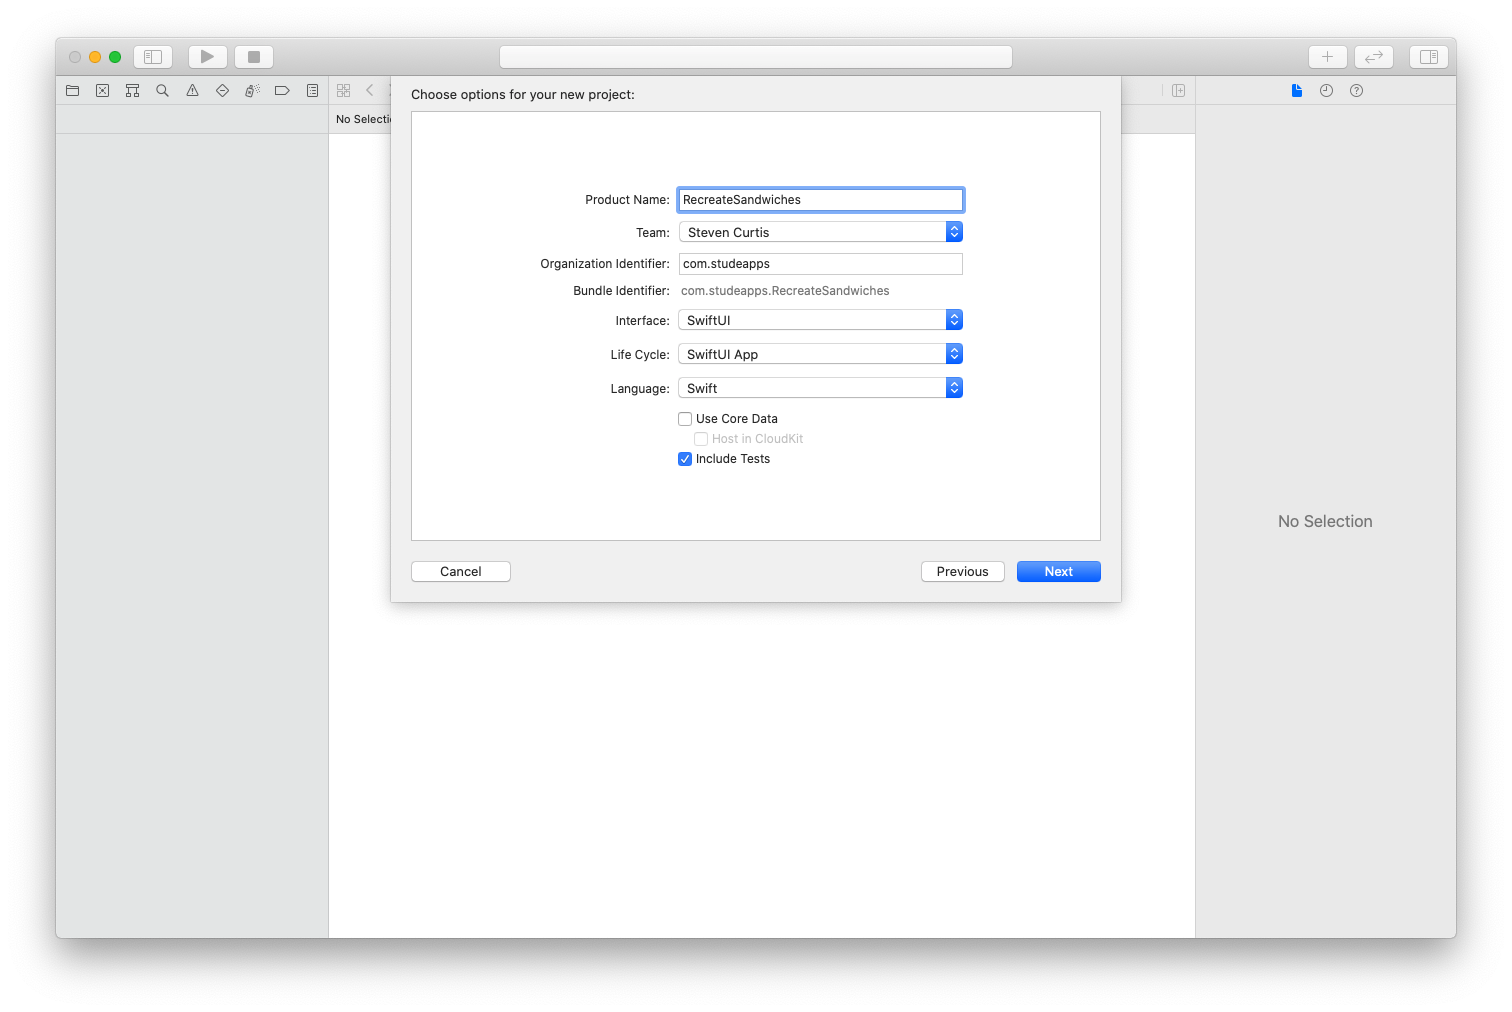 Choose options for your new project:
No Selecti
Product Name: RecreateSandwiches
Team: Steven Curtis
Organization Identifier: com.studeapps
Bundle Identifier: com.studeapps.RecreateSandwiches
Interface: SwiftUI
Life Cycle: SwiftUI App
Language: Swift
Use Core Data
Host in CloudKit
Include Tests
No Selection
Cancel
Previous
Next